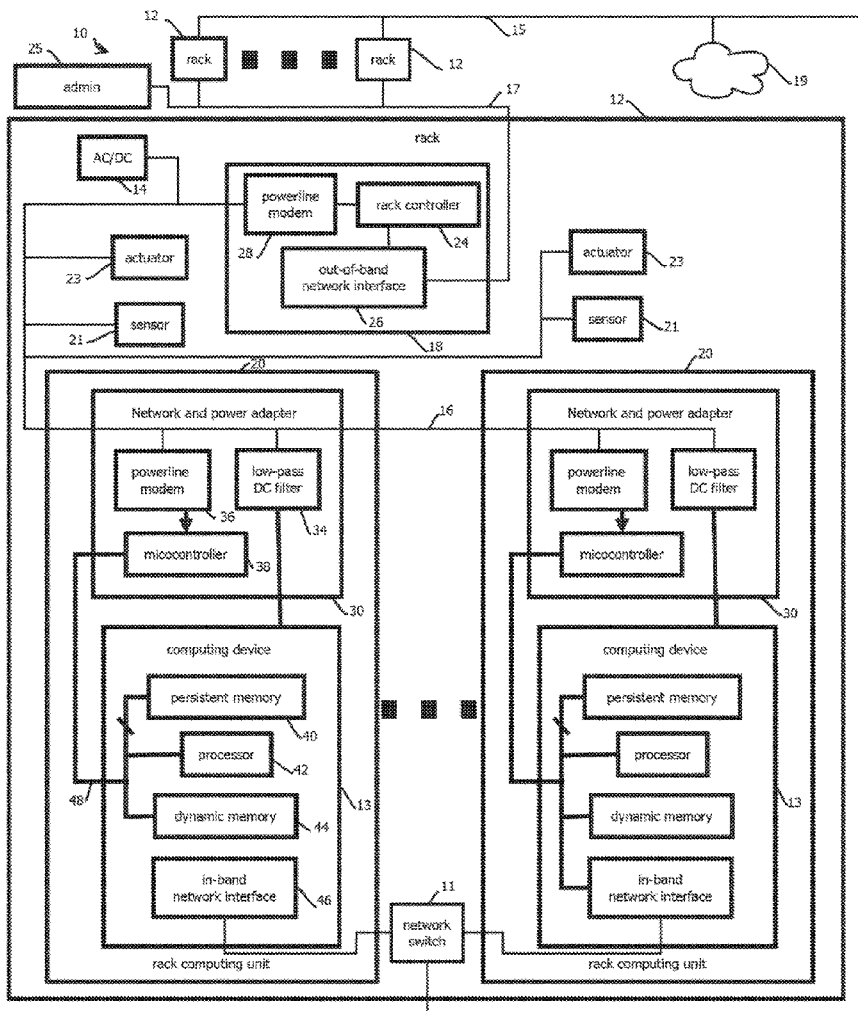 10
12
15
25
rack
rack
12
admin
19
17
12
rack
AC/DC
14
powerline
modem
rack controller
28
24
actuator
23
out-of-band
network interface
26
actuator
23
sensor
21
18
sensor
21
20
20
Network and power adapter
16
Network and power adapter
powerline
modem
low-pass
DC filter
powerline
modem
low-pass
DC filter
36
34
micocontroller
38
micocontroller
30
30
computing device
computing device
persistent memory
40
persistent memory
processor
42
processor
48
13
13
dynamic memory
44
dynamic memory
in-band
network interface
46
in-band
network interface
11
network
switch
rack computing unit
rack computing unit